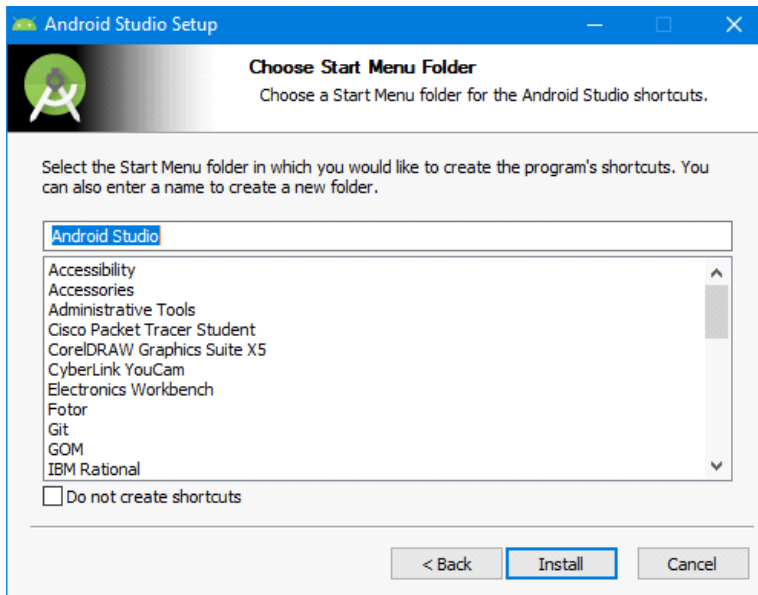 Android Studio Setup
Choose Start Menu Folder
Choose a Start Menu folder for the Android Studio shortcuts.
Select the Start Menu folder in which you would like to create the program's shortcuts. You
can also enter a name to create a new folder.
Android Studio
Accessibility
Accessories
Administrative Tools
Cisco Packet Tracer Student
CorelDRAW Graphics Suite X5
CyberLink YouCam
Electronics Workbench
Fotor
Git
GOM
IBM Rational
Do not create shortcuts
< Back
Install
Cancel